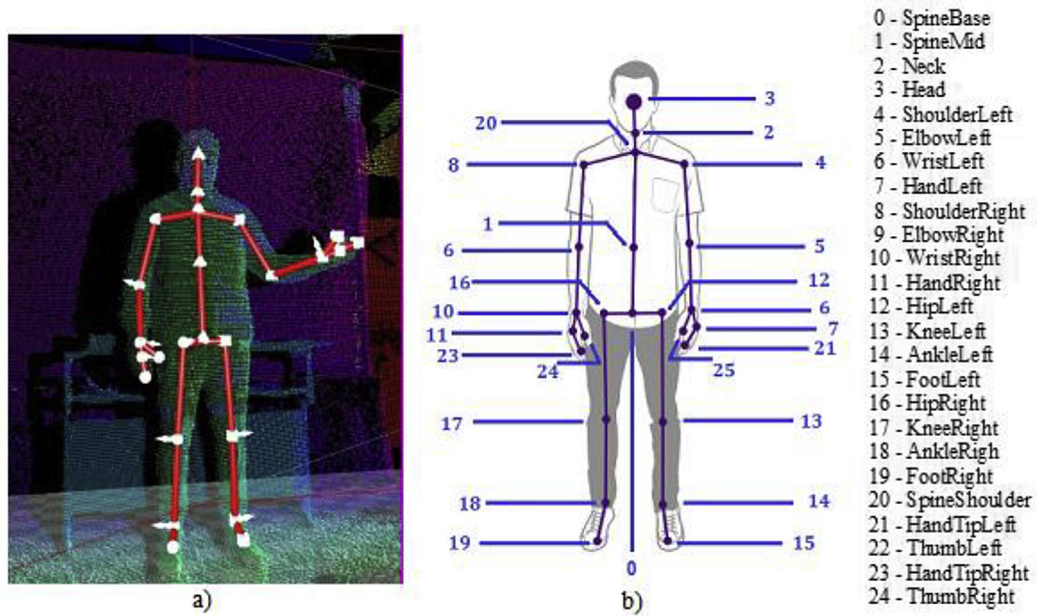 3
20
2
8
4
1
6
5
16
12
10
6
11
7
23
21
24
25
17
13
18
14
19
15
0
a)
b)
0 - SpineBase
1 - SpineMid
2 - Neck
3 - Head
4 - ShoulderLeft
5 - ElbowLeft
6 - WristLeft
7 - HandLeft
8 - ShoulderRight
9 - ElbowRight
10 - WristRight
11 - HandRight
12 - HipLeft
13 - KneeLeft
14 - AnkleLeft
15 - FootLeft
16 - HipRight
17 - KneeRight
18 - AnkleRigh
19 - FootRight
20 - SpineShoulder
21 - HandTipLeft
22 - ThumbLeft
23 - HandTipRight
24 - ThumbRight